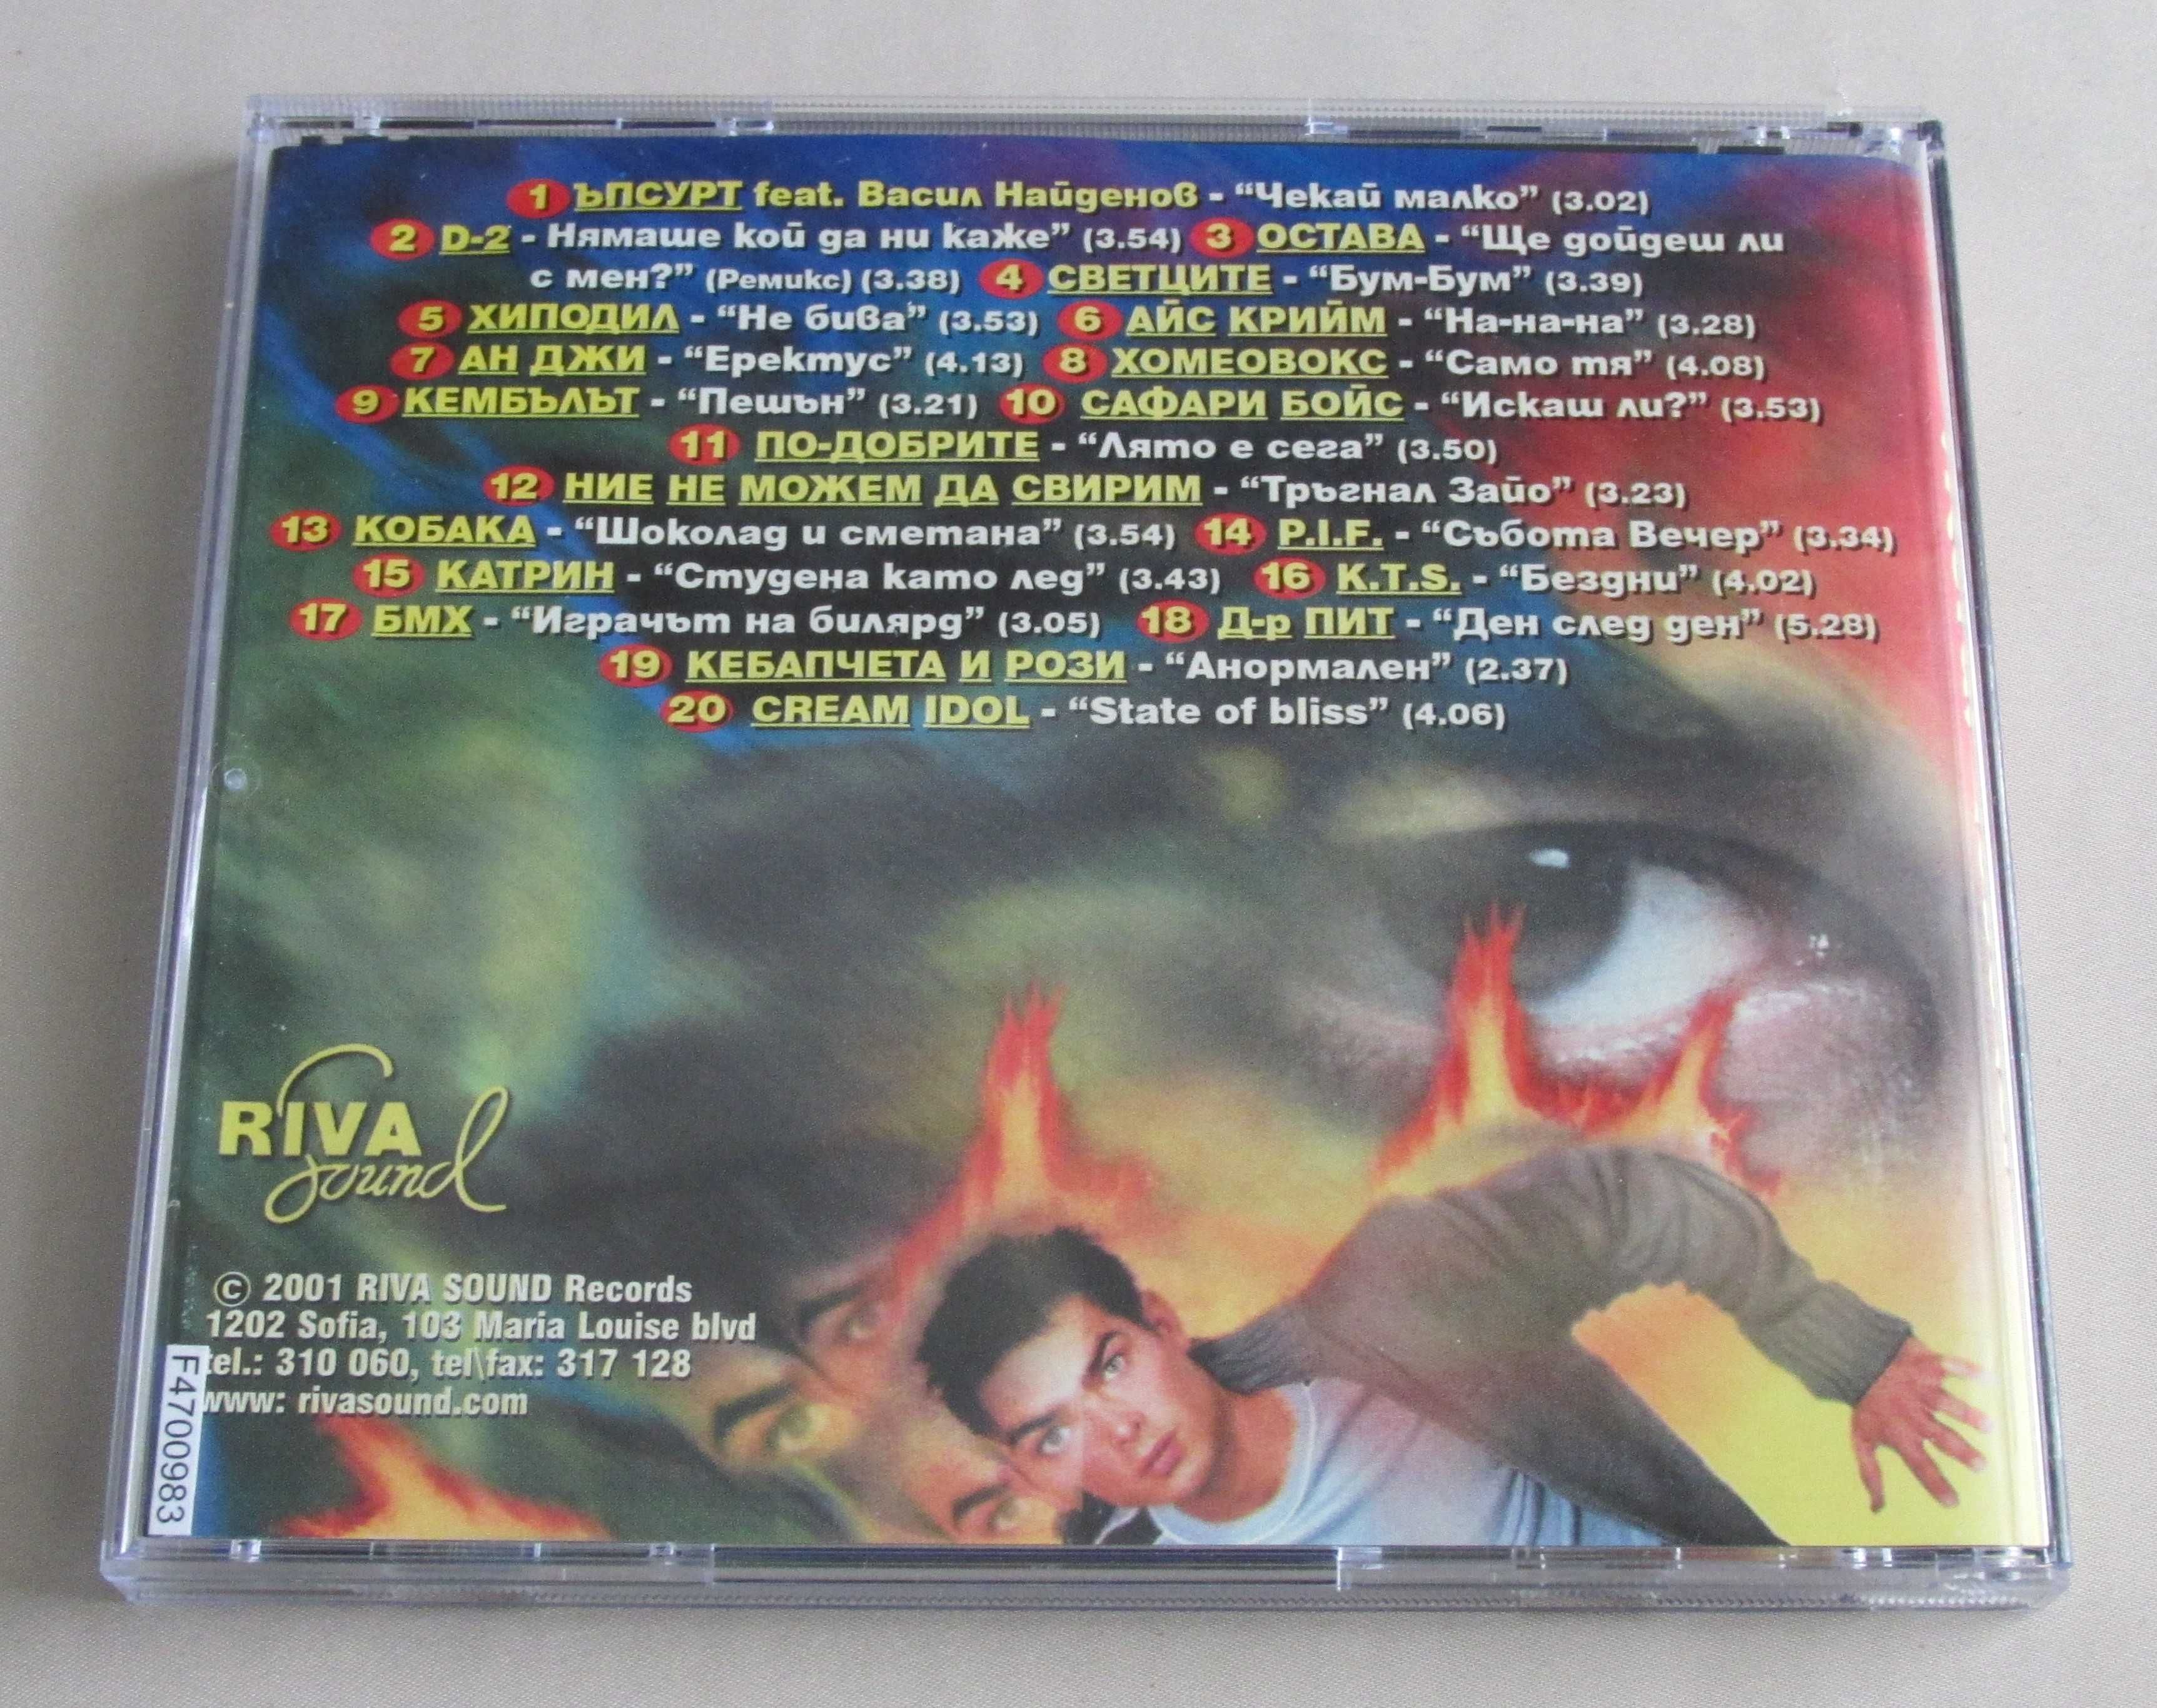 1 ЪПСУРТ feat. Васил Найденов - “Чекай малко” (3.02)
2 D-2 - Нямаше кой да ни каже” (3.54) 3 ОСТАВА - “Ще дойдеш ли
с мен?” (Ремикс) (3.38) 4 СВЕТЦИТЕ - “Бум-Бум” (3.39)
5 ХИПОДИЛ - “Не бива” (3.53) 6 АЙС КРИЙМ - “На-на-на” (3.28)
7 АН ДЖИ - “Еректус” (4.13) 8 ХОМЕОВОКС - “Само тя” (4.08)
9 КЕМБЪЛЪТ - “Пешън” (3.21) 10 САФАРИ БОЙС - “Искаш ли?” (3.53)
11 ПО-ДОБРИТЕ - “Лято е сега” (3.50)
12 НИЕ НЕ МОЖЕМ ДА СВИРИМ - “Тръгнал Зайо” (3.23)
13 КОБАКА - “Шоколад и сметана” (3.54) 14 P.I.F. - “Събота Вечер” (3.34)
15 КАТРИН - “Студена като лед” (3.43) 16 K.T.S. - “Бездни” (4.02)
17 БМХ - “Играчът на билярд” (3.05) 18 Д-р ПИТ - “Ден след ден” (5.28)
19 КЕБАПЧЕТА И РОЗИ - “Анормален” (2.37)
20 CREAM IDOL - “State of bliss” (4.06)
RIVA
sound
© 2001 RIVA SOUND Records
1202 Sofia, 103 Maria Louise blvd
tel.: 310 060, tel\fax: 317 128
www: rivasound.com
F4700983